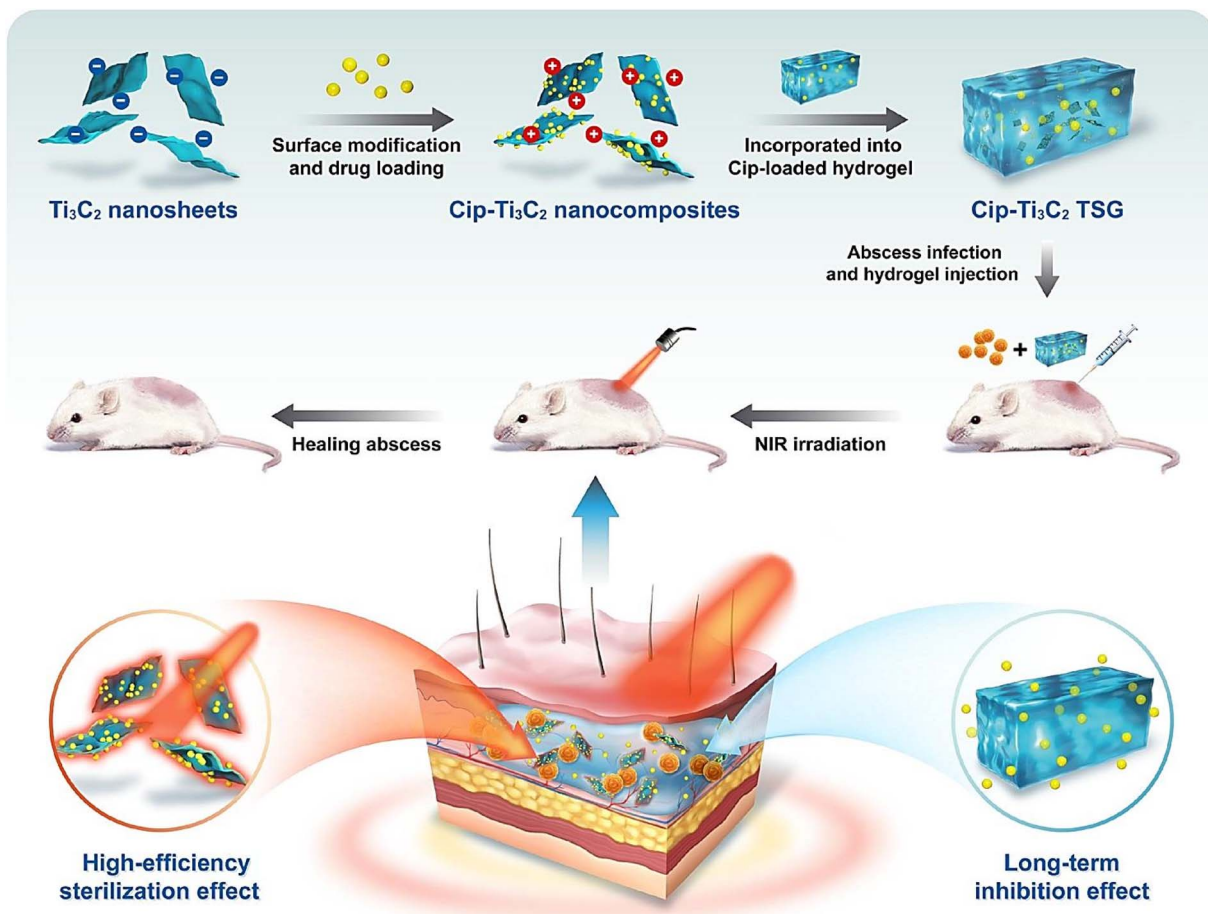 Surface modification
and drug loading
Incorporated into
Cip-loaded hydrogel
Ti₃C₂ nanosheets
Cip-Ti₃C₂ nanocomposites
Cip-Ti₃C₂ TSG
Abscess infection
and hydrogel injection
+
Healing abscess
NIR irradiation
High-efficiency
sterilization effect
Long-term
inhibition effect